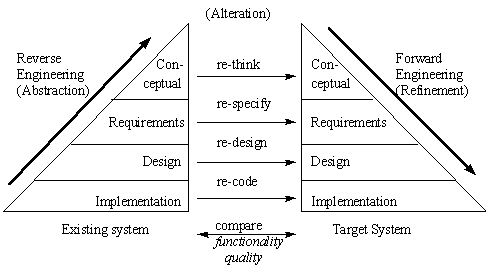 (Alteration)
Reverse
Engineering
(Abstraction)
Con-
ceptual
re-think
Con-
ceptual
Forward
Engineering
(Refinement)
re-specify
Requirements
Requirements
re-design
Design
Design
re-code
Implementation
Implementation
Existing system
compare
Target System
functionality
quality